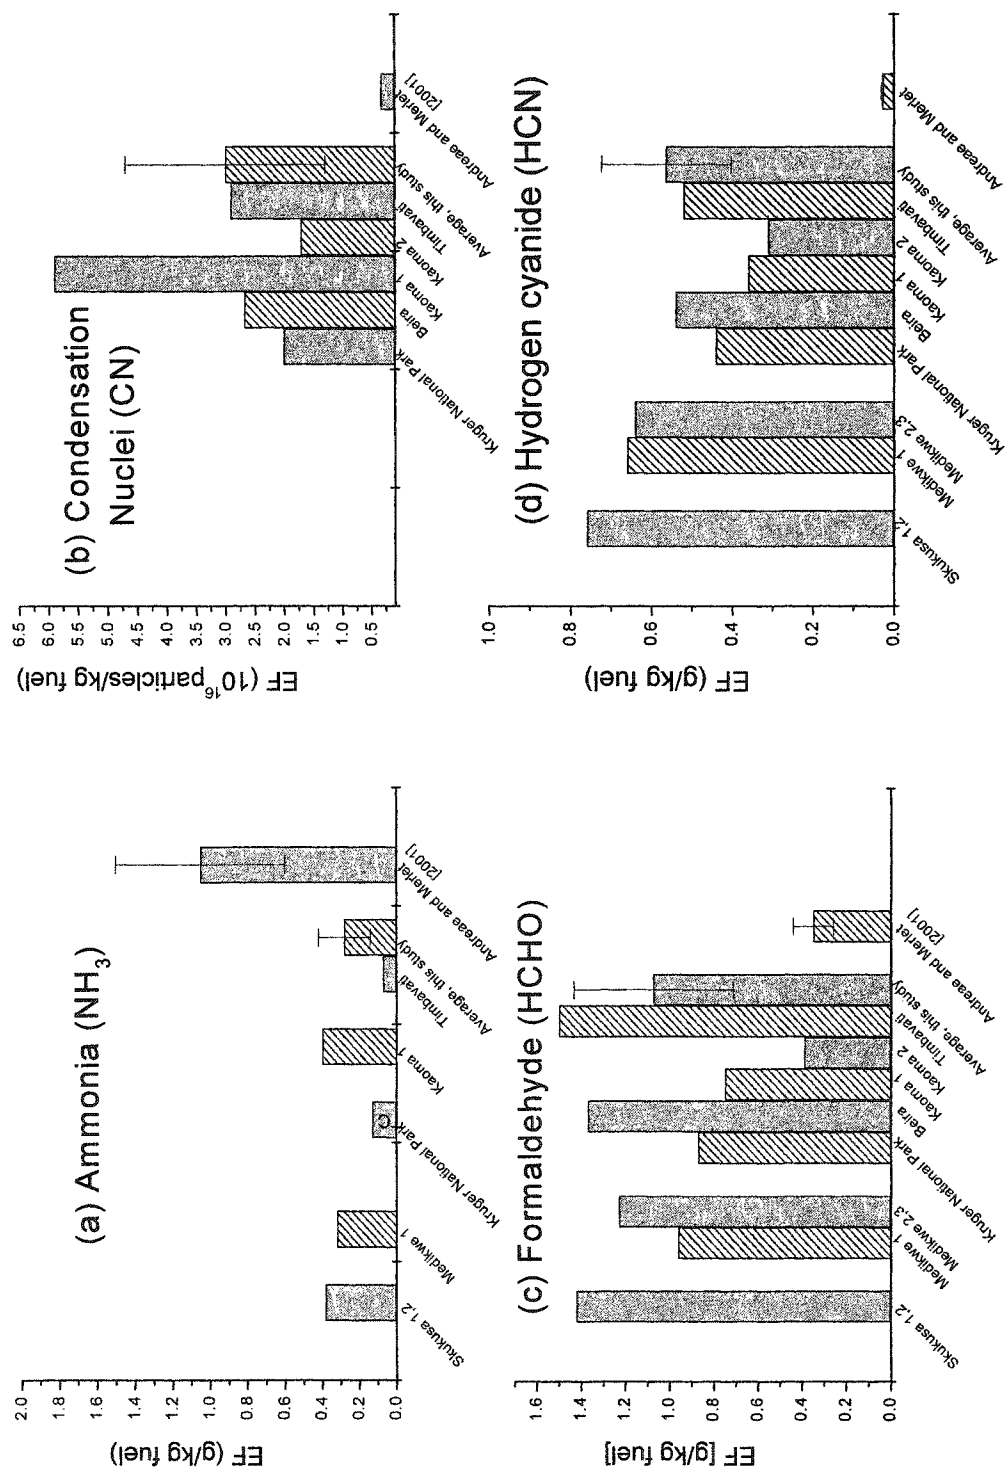 (a) Ammonia (NH3)
EF (g/kg fuel)
2.0
1.8
1.6
1.4
1.2
1.0
0.8
0.6
0.4
0.2
0.0
Skukusa 1,2
Medikwe 1
Kruger National Park
C
Kaoma 1
Timbavati
Average, this study
Andreae and Merlet
[2001]
(b) Condensation
Nuclei (CN)
EF (10^16 particles/kg fuel)
6.5
6.0
5.5
5.0
4.5
4.0
3.5
3.0
2.5
2.0
1.5
1.0
0.5
Kruger National Park
Beira
Kaoma 1
Kaoma 2
Timbavati
Average, this study
Andreae and Merlet
[2001]
(c) Formaldehyde (HCHO)
EF [g/kg fuel]
1.6
1.4
1.2
1.0
0.8
0.6
0.4
0.2
0.0
Skukusa 1,2
Medikwe 1
Medikwe 2,3
Kruger National Park
Beira
Kaoma 1
Kaoma 2
Timbavati
Average, this study
Andreae and Merlet
[2001]
(d) Hydrogen cyanide (HCN)
EF (g/kg fuel)
1.0
0.8
0.6
0.4
0.2
0.0
Skukusa 1,2
Medikwe 1
Medikwe 2,3
Kruger National Park
Beira
Kaoma 1
Kaoma 2
Timbavati
Average, this study
Andreae and Merlet